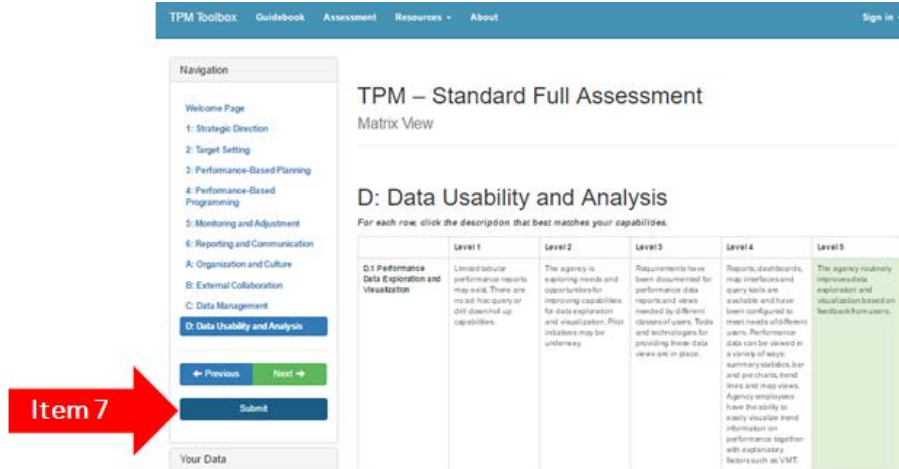 TPM Toolbox Guidebook Assessment Resources About Sign in
Navigation
Welcome Page
1: Strategic Direction
2: Target Setting
3: Performance-Based Planning
4: Performance-Based
Programming
5: Monitoring and Adjustment
6: Reporting and Communication
A: Organization and Culture
B: External Collaboration
C: Data Management
D: Data Usability and Analysis
← Previous
Next →
Submit
Your Data
Item 7
TPM – Standard Full Assessment
Matrix View
D: Data Usability and Analysis
For each row, click the description that best matches your capabilities.
Level 1
Level 2
Level 3
Level 4
Level 5
D.1 Performance
Data Exploration and
Visualization
Limited tabular
performance reports
may exist. There are
no ad-hoc query or
drill down/roll up
capabilities.
The agency is
exploring needs and
opportunities for
improving capabilities
for data exploration
and visualization. Pilot
initiatives may be
underway.
Requirements have
been documented for
performance data
reports and views
needed by different
classes of users. Tools
and technologies for
providing these data
views are in place.
Reports, dashboards,
map interfaces and
query tools are
available and have
been configured to
meet needs of different
users. Performance
data can be viewed in
a variety of ways:
summary statistics, bar
and pie charts, trend
lines and map views.
Agency employees
have the ability to
easily visualize trend
information on
performance together
with explanatory
factors such as VMT.
The agency routinely
improves data
exploration and
visualization based on
feedback from users.